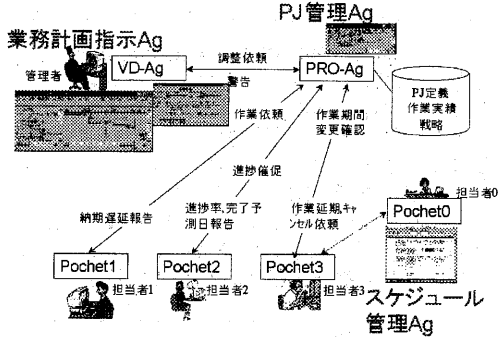 PJ管理Ag
業務計画指示Ag
管理者
VD-Ag
調整依頼
PRO-Ag
警告
作業依頼
作業期間
変更確認
PJ定義
作業実績
戦略
進捗催促
納期遅延報告
進捗率,完了予
測日報告
作業延期,キャ
ンセル依頼
担当者0
Pochet0
Pochet1
Pochet2
Pochet3
担当者1
担当者2
担当者3
スケジュール
管理Ag